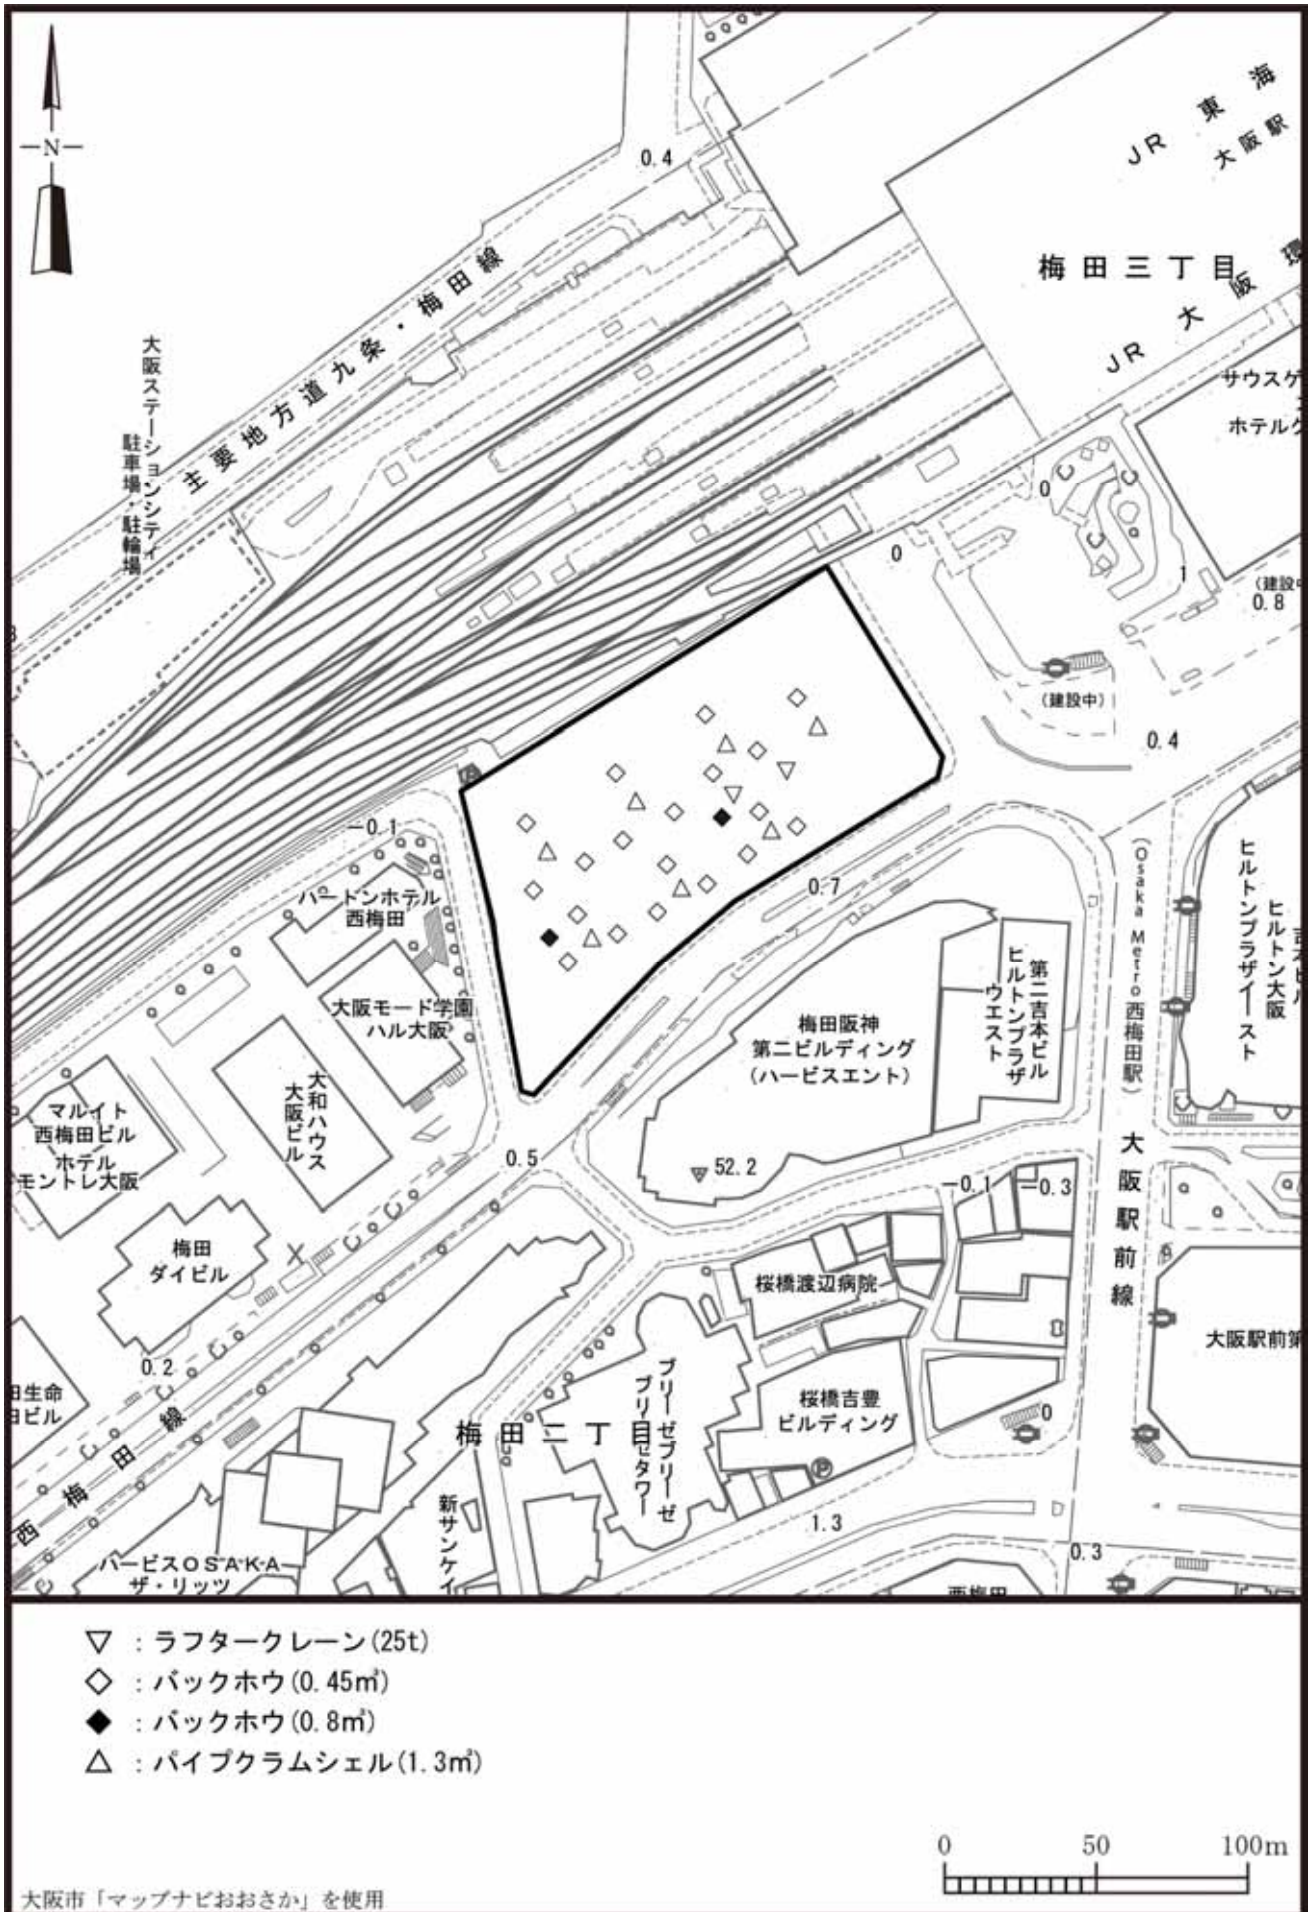 N
0.4
JR東海
大阪駅
梅田三丁目
JR大阪環
主要地方道九条・梅田線
大阪ステーションシティ
駐車場・駐輪場
サウスゲ
ホテルグ
0
0
1
(建設中
0.8
(建設中)
0.4
-0.1
ハートンホテル
西梅田
0.7
(Osaka Metro西梅田駅)
ヒルトンプラザイースト
ヒルトン大阪
大阪モード学園
ハル大阪
梅田阪神
第二ビルディング
(ハービスエント)
第二吉本ビル
ヒルトンプラザ
ウエスト
大和ハウス
大阪ビル
マルイト
西梅田ビル
ホテル
モントレ大阪
0.5
52.2
-0.1
-0.3
大阪駅前線
梅田
ダイビル
桜橋渡辺病院
大阪駅前第
0.2
田生命
ヨビル
西梅田線
梅田二丁目
ブリーゼブリーゼ
ブリーゼタワー
桜橋吉豊
ビルディング
0
P
新サンケイ
1.3
0.3
ハービスOSAKA
ザ・リッツ
西梅田
▽ : ラフタークレーン(25t)
◇ : バックホウ(0.45㎥)
◆ : バックホウ(0.8㎥)
△ : パイプクラムシェル(1.3㎥)
0 50 100m
大阪市「マップナビおおさか」を使用